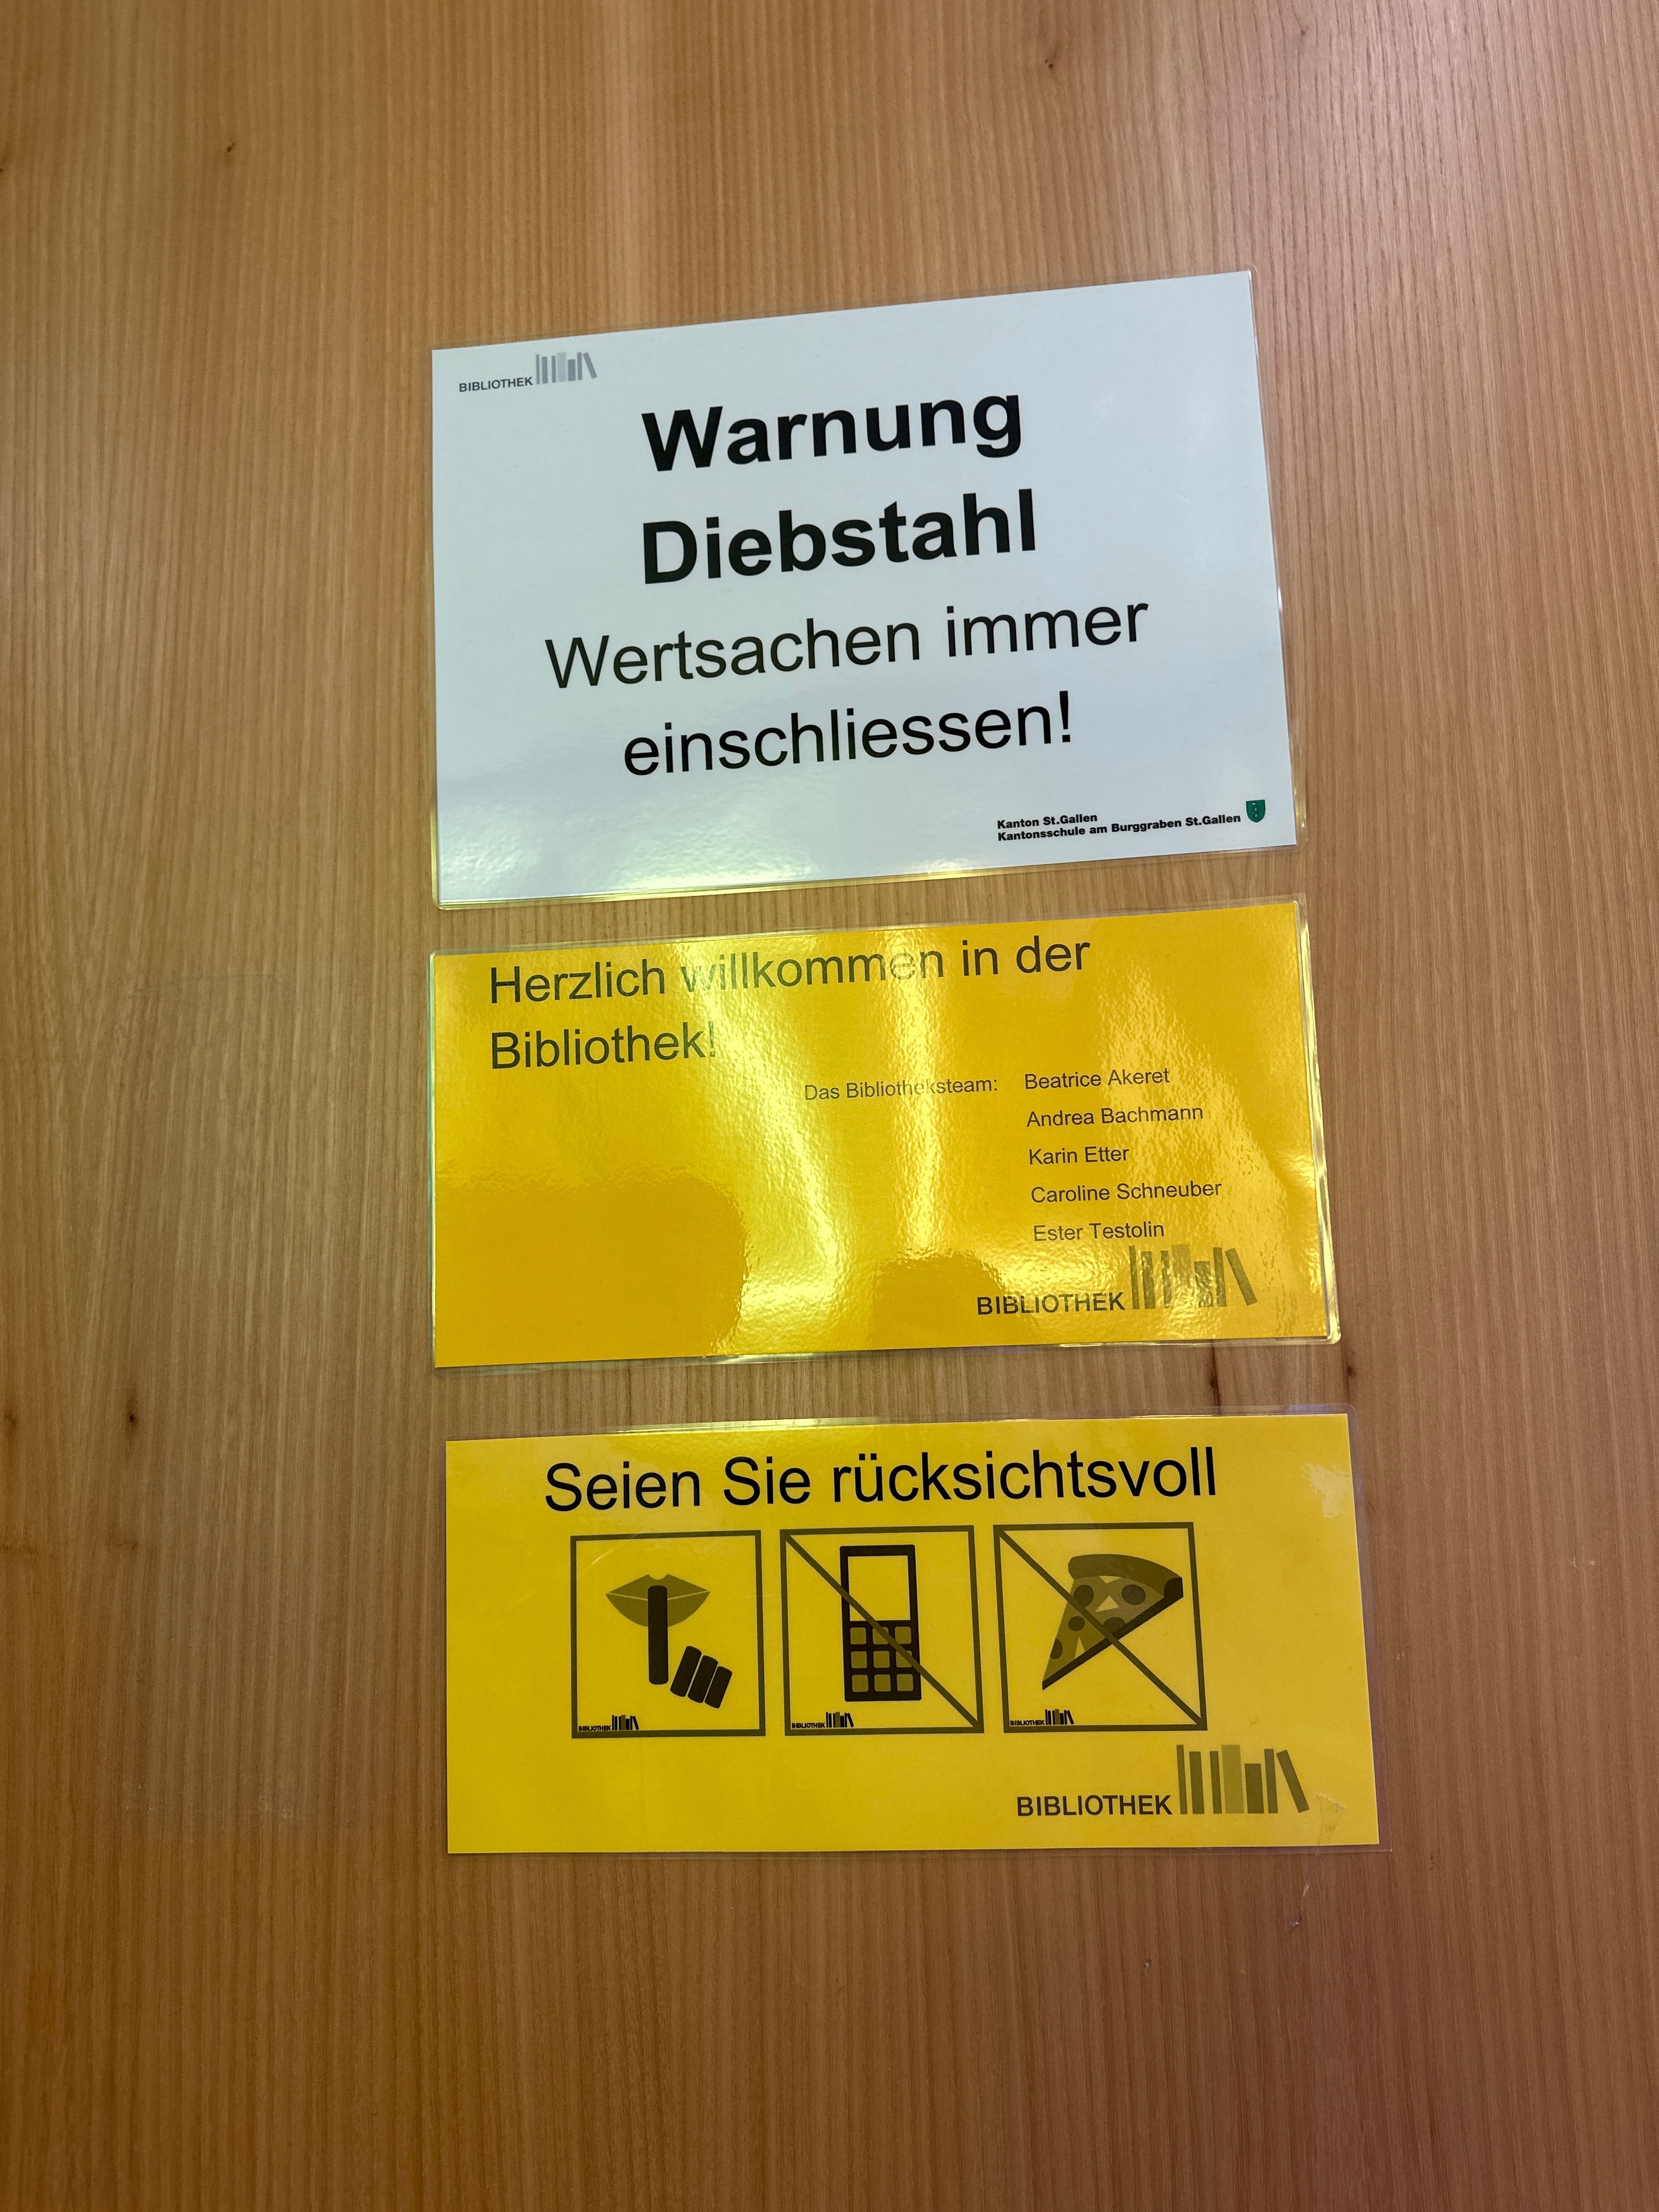 BIBLIOTHEK
Warnung
Diebstahl
Wertsachen immer
einschliessen!
Kanton St.Gallen
Kantonsschule am Burggraben St.Gallen
Herzlich willkommen in der
Bibliothek!
Das Bibliotheksteam: Beatrice Akeret
Andrea Bachmann
Karin Etter
Caroline Schneuber
Ester Testolin
BIBLIOTHEK
Seien Sie rücksichtsvoll
BIBLIOTHEK BIBLIOTHEK BIBLIOTHEK
BIBLIOTHEK